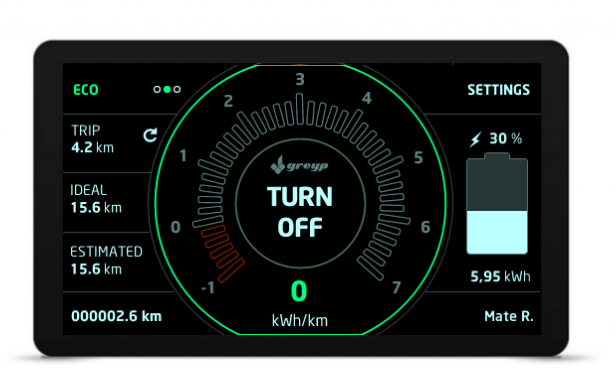 ECO
SETTINGS
TRIP
4.2 km
IDEAL
15.6 km
ESTIMATED
15.6 km
000002.6 km
-1
0
1
2
3
4
5
6
7
greyp
TURN
OFF
0
kWh/km
30 %
5,95 kWh
Mate R.